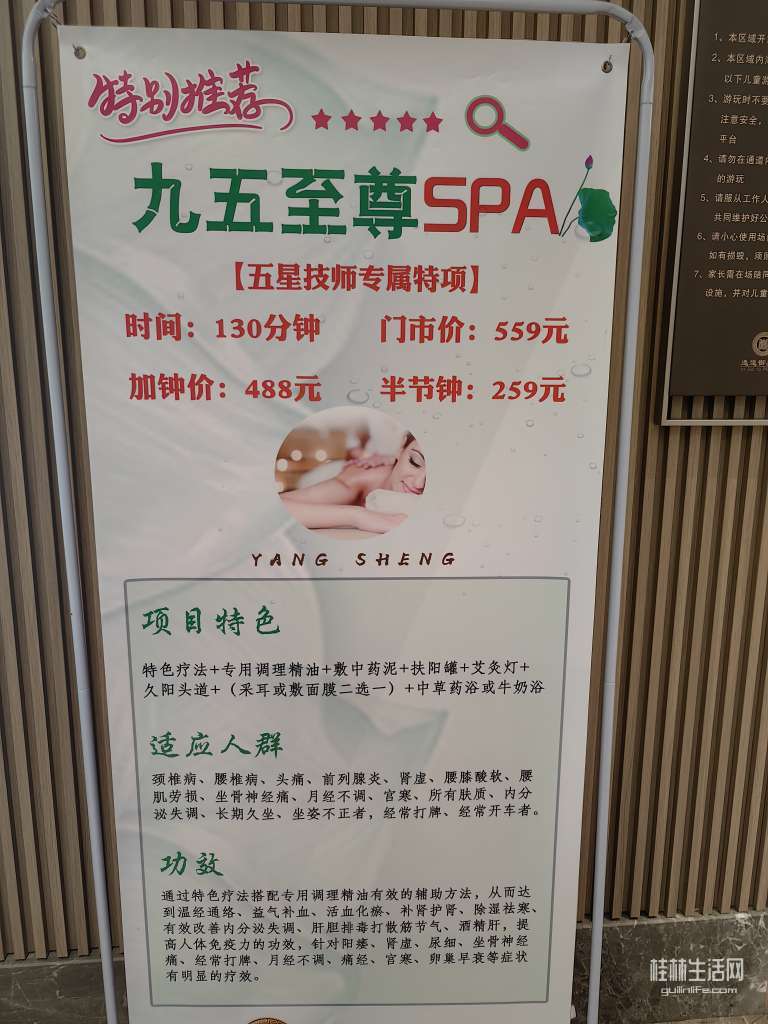 特别推荐
九五至尊SPA
【五星技师专属特项】
时间：130分钟 门市价：559元
加钟价：488元 半节钟：259元
YANG SHENG
项目特色
特色疗法+专用调理精油+敷中药泥+扶阳罐+艾灸灯+
久阳头道+（采耳或敷面膜二选一）+中草药浴或牛奶浴
适应人群
颈椎病、腰椎病、头痛、前列腺炎、肾虚、腰膝酸软、腰
肌劳损、坐骨神经痛、月经不调、宫寒、所有肤质、内分
泌失调、长期久坐、坐姿不正者，经常打牌、经常开车者。
功效
通过特色疗法搭配专用调理精油有效的辅助方法，从而达
到温经通络、益气补血、活血化瘀、补肾护肾、除湿祛寒、
有效改善内分泌失调、肝胆排毒打散筋节气、酒精肝，提
高人体免疫力的功效，针对阳痿、肾虚、尿细、坐骨神经
痛、经常打牌、月经不调、痛经、宫寒、卵巢早衰等症状
有明显的疗效。
1、本区域开
2、本区域内
以下儿童游
3、游玩时不要
注意安全，
平台
4、请勿在通道内
的游玩
5、请服从工作人
共同维护好公
6、请小心使用场
如有损毁，须照
7、家长需在场陪同
设施，并对儿童
桂林生活网
guilinlife.com